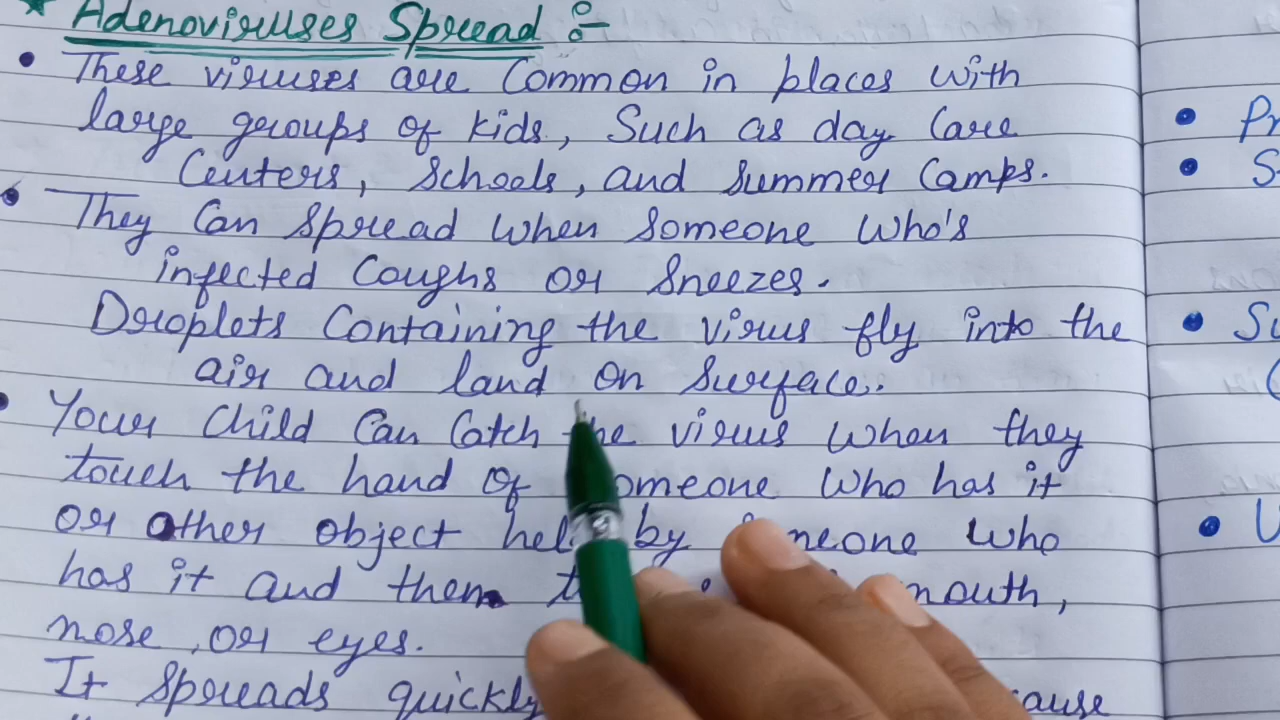 * Adenoviruses Spread :-
• These viruses are Common in places with
large groups of kids, Such as day Care
Centers, Schools, and Summer Camps.
• They Can Spread when Someone who's
infected Coughs or Sneezes.
Droplets Containing the virus fly into the
air and land on Surface.
• Your Child Can Catch the virus when they
touch the hand of someone who has it
or other object by who
has it and then mouth,
nose, or eyes.
It Spreads quickly
• Pr
• S
• Su
(
• U